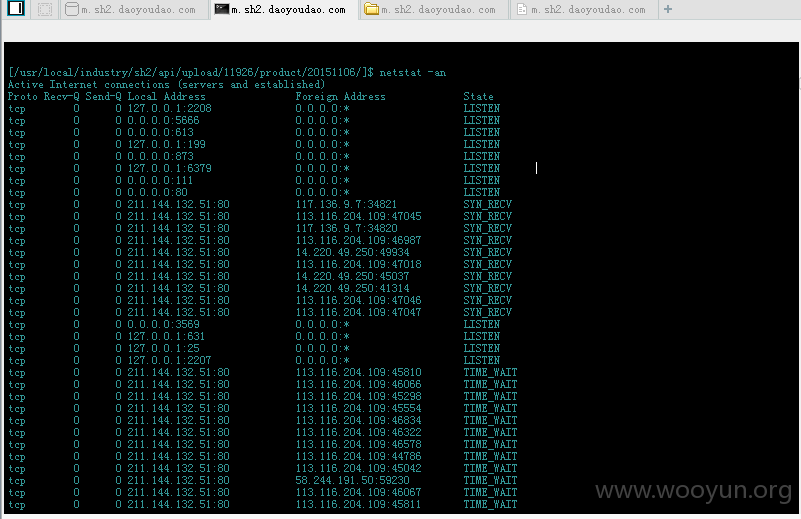 m.sh2.daoyoudao.com m.sh2.daoyoudao.com m.sh2.daoyoudao.com m.sh2.daoyoudao.com +
[/usr/local/industry/sh2/api/upload/11926/product/20151106/]$ netstat -an
Active Internet connections (servers and established)
Proto Recv-Q Send-Q Local Address Foreign Address State
tcp 0 0 127.0.0.1:2208 0.0.0.0:* LISTEN
tcp 0 0 0.0.0.0:5666 0.0.0.0:* LISTEN
tcp 0 0 0.0.0.0:613 0.0.0.0:* LISTEN
tcp 0 0 127.0.0.1:199 0.0.0.0:* LISTEN
tcp 0 0 0.0.0.0:873 0.0.0.0:* LISTEN
tcp 0 0 127.0.0.1:6379 0.0.0.0:* LISTEN
tcp 0 0 0.0.0.0:111 0.0.0.0:* LISTEN
tcp 0 0 0.0.0.0:80 0.0.0.0:* LISTEN
tcp 0 0 211.144.132.51:80 117.136.9.7:34821 SYN_RECV
tcp 0 0 211.144.132.51:80 113.116.204.109:47045 SYN_RECV
tcp 0 0 211.144.132.51:80 117.136.9.7:34820 SYN_RECV
tcp 0 0 211.144.132.51:80 113.116.204.109:46987 SYN_RECV
tcp 0 0 211.144.132.51:80 14.220.49.250:49934 SYN_RECV
tcp 0 0 211.144.132.51:80 113.116.204.109:47018 SYN_RECV
tcp 0 0 211.144.132.51:80 14.220.49.250:45037 SYN_RECV
tcp 0 0 211.144.132.51:80 14.220.49.250:41314 SYN_RECV
tcp 0 0 211.144.132.51:80 113.116.204.109:47046 SYN_RECV
tcp 0 0 211.144.132.51:80 113.116.204.109:47047 SYN_RECV
tcp 0 0 0.0.0.0:3569 0.0.0.0:* LISTEN
tcp 0 0 127.0.0.1:631 0.0.0.0:* LISTEN
tcp 0 0 127.0.0.1:25 0.0.0.0:* LISTEN
tcp 0 0 127.0.0.1:2207 0.0.0.0:* LISTEN
tcp 0 0 211.144.132.51:80 113.116.204.109:45810 TIME_WAIT
tcp 0 0 211.144.132.51:80 113.116.204.109:46066 TIME_WAIT
tcp 0 0 211.144.132.51:80 113.116.204.109:45298 TIME_WAIT
tcp 0 0 211.144.132.51:80 113.116.204.109:45554 TIME_WAIT
tcp 0 0 211.144.132.51:80 113.116.204.109:46834 TIME_WAIT
tcp 0 0 211.144.132.51:80 113.116.204.109:46322 TIME_WAIT
tcp 0 0 211.144.132.51:80 113.116.204.109:46578 TIME_WAIT
tcp 0 0 211.144.132.51:80 113.116.204.109:44786 TIME_WAIT
tcp 0 0 211.144.132.51:80 113.116.204.109:45042 TIME_WAIT
tcp 0 0 211.144.132.51:80 58.244.191.50:59230 TIME_WAIT
tcp 0 0 211.144.132.51:80 113.116.204.109:46067 TIME_WAIT
tcp 0 0 211.144.132.51:80 113.116.204.109:45811 TIME_WAIT
www.wooyun.org